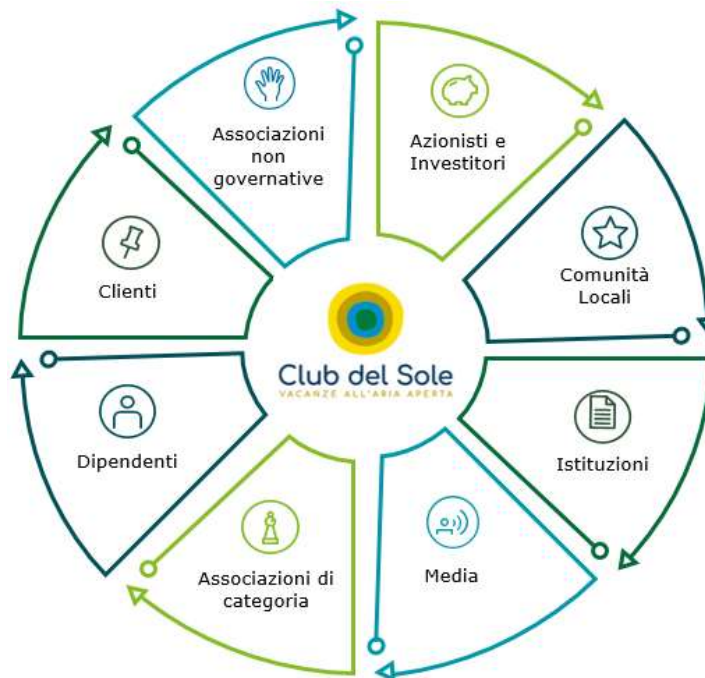 Associazioni
non
governative
Azionisti e
Investitori
Clienti
Comunità
Locali
Club del Sole
VACANZE ALL'ARIA APERTA
Dipendenti
Istituzioni
Associazioni di
categoria
Media